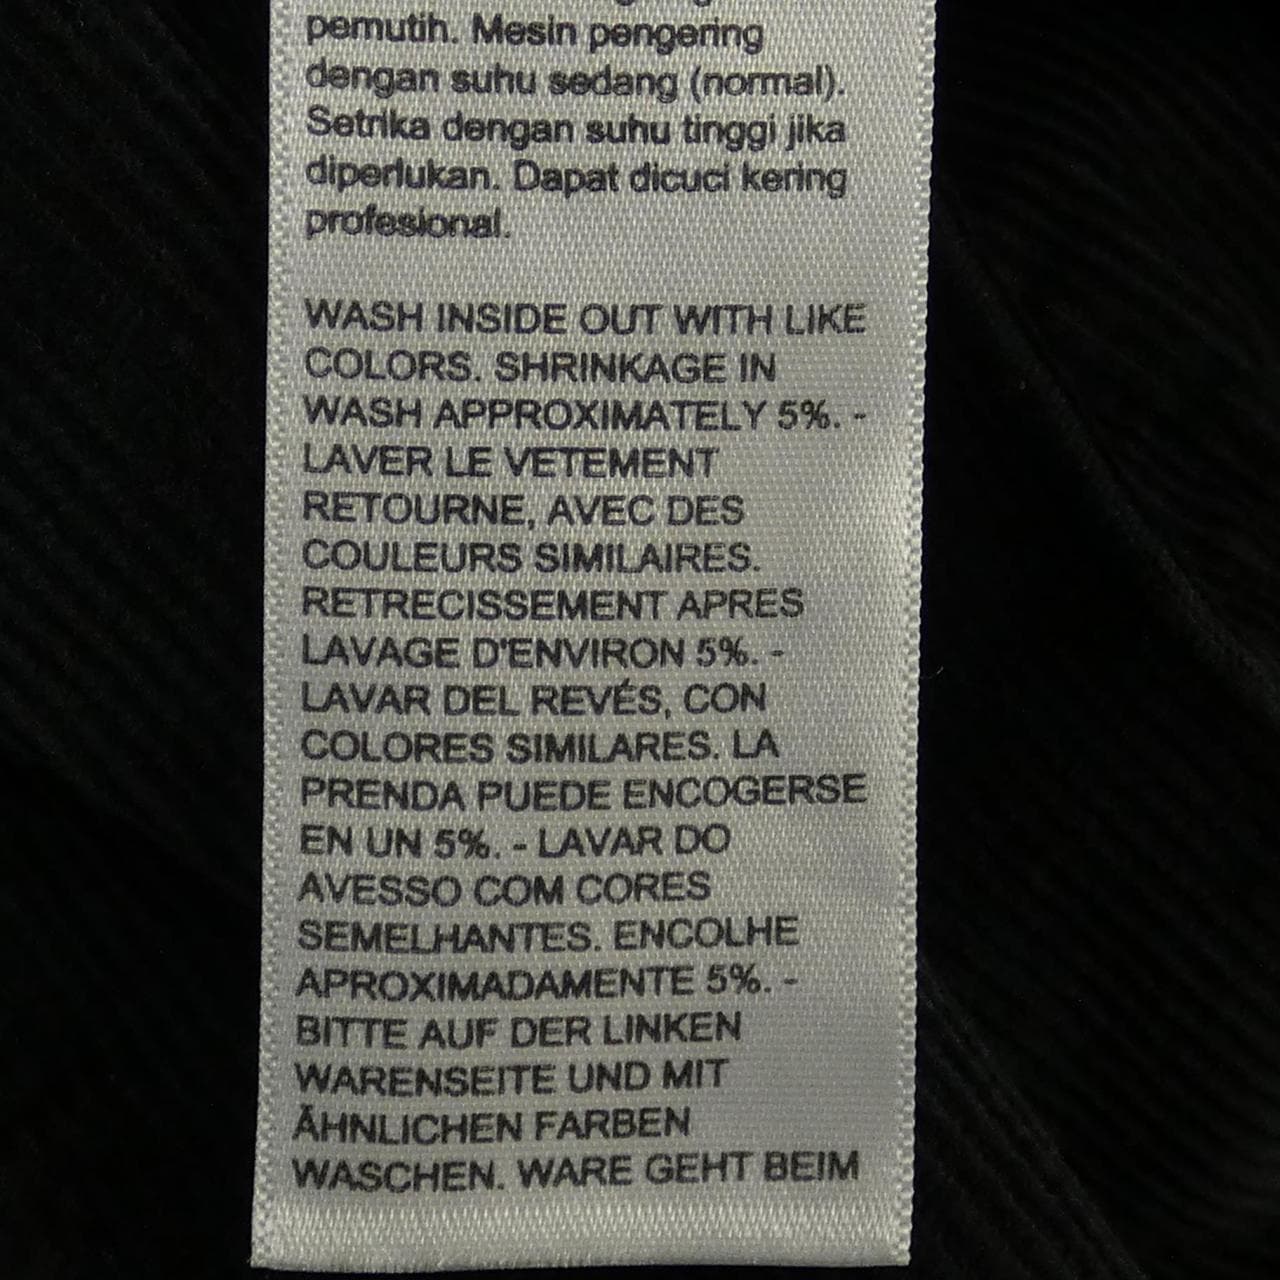 pemutih. Mesin pengering
dengan suhu sedang (normal).
Setrika dengan suhu tinggi jika
diperlukan. Dapat dicuci kering
profesional.
WASH INSIDE OUT WITH LIKE
COLORS. SHRINKAGE IN
WASH APPROXIMATELY 5%. -
LAVER LE VETEMENT
RETOURNE, AVEC DES
COULEURS SIMILAIRES.
RETRECISSEMENT APRES
LAVAGE D'ENVIRON 5%. -
LAVAR DEL REVÉS, CON
COLORES SIMILARES. LA
PRENDA PUEDE ENCOGERSE
EN UN 5%. - LAVAR DO
AVESSO COM CORES
SEMELHANTES. ENCOLHE
APROXIMADAMENTE 5%. -
BITTE AUF DER LINKEN
WARENSEITE UND MIT
ÄHNLICHEN FARBEN
WASCHEN. WARE GEHT BEIM